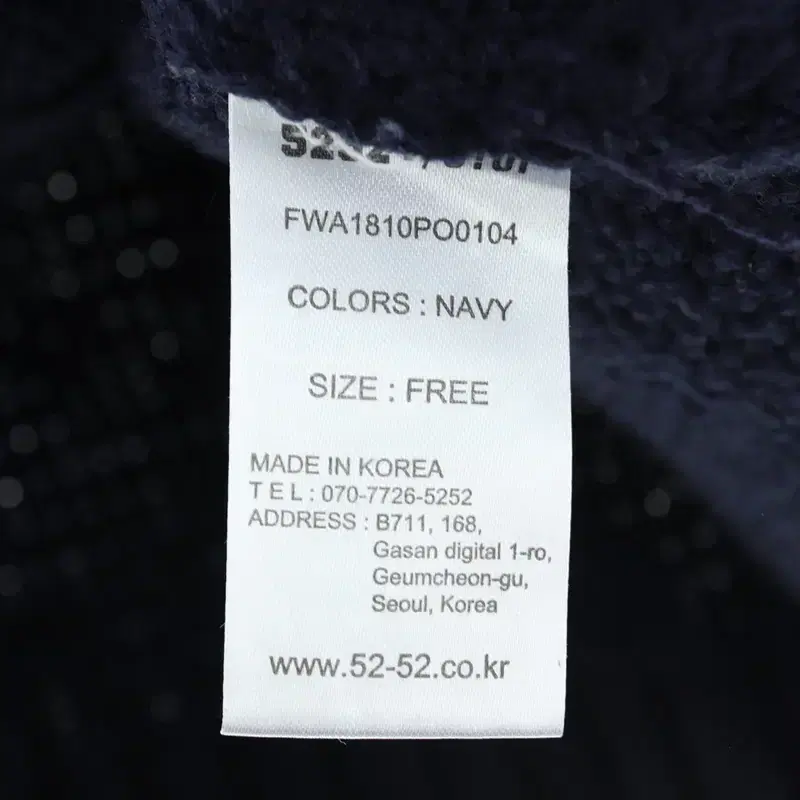 FWA1810PO0104
COLORS : NAVY
SIZE : FREE
MADE IN KOREA
T E L : 070-7726-5252
ADDRESS : B711, 168,
Gasan digital 1-ro,
Geumcheon-gu,
Seoul, Korea
www.52-52.co.kr